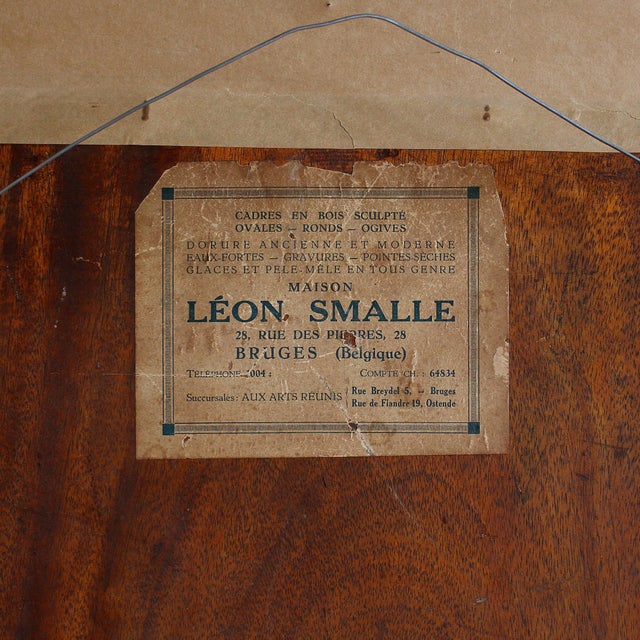 CADRES EN BOIS SCULPTÉ
OVALES — RONDS — OGIVES
DORURE ANCIENNE ET MODERNE
EAUX-FORTES — GRAVURES — POINTES SÈCHES
GLACES ET PELE-MÊLE EN TOUS GENRE
MAISON
LÉON SMALLE
28, RUE DES PIERRES, 28
BRUGES (Belgique)
TÉLÉPHONE COMPTE CH. : 64834
Succursales : AUX ARTS RÉUNIS
Rue Breydel 5, — Bruges
Rue de Flandre 19, Ostende